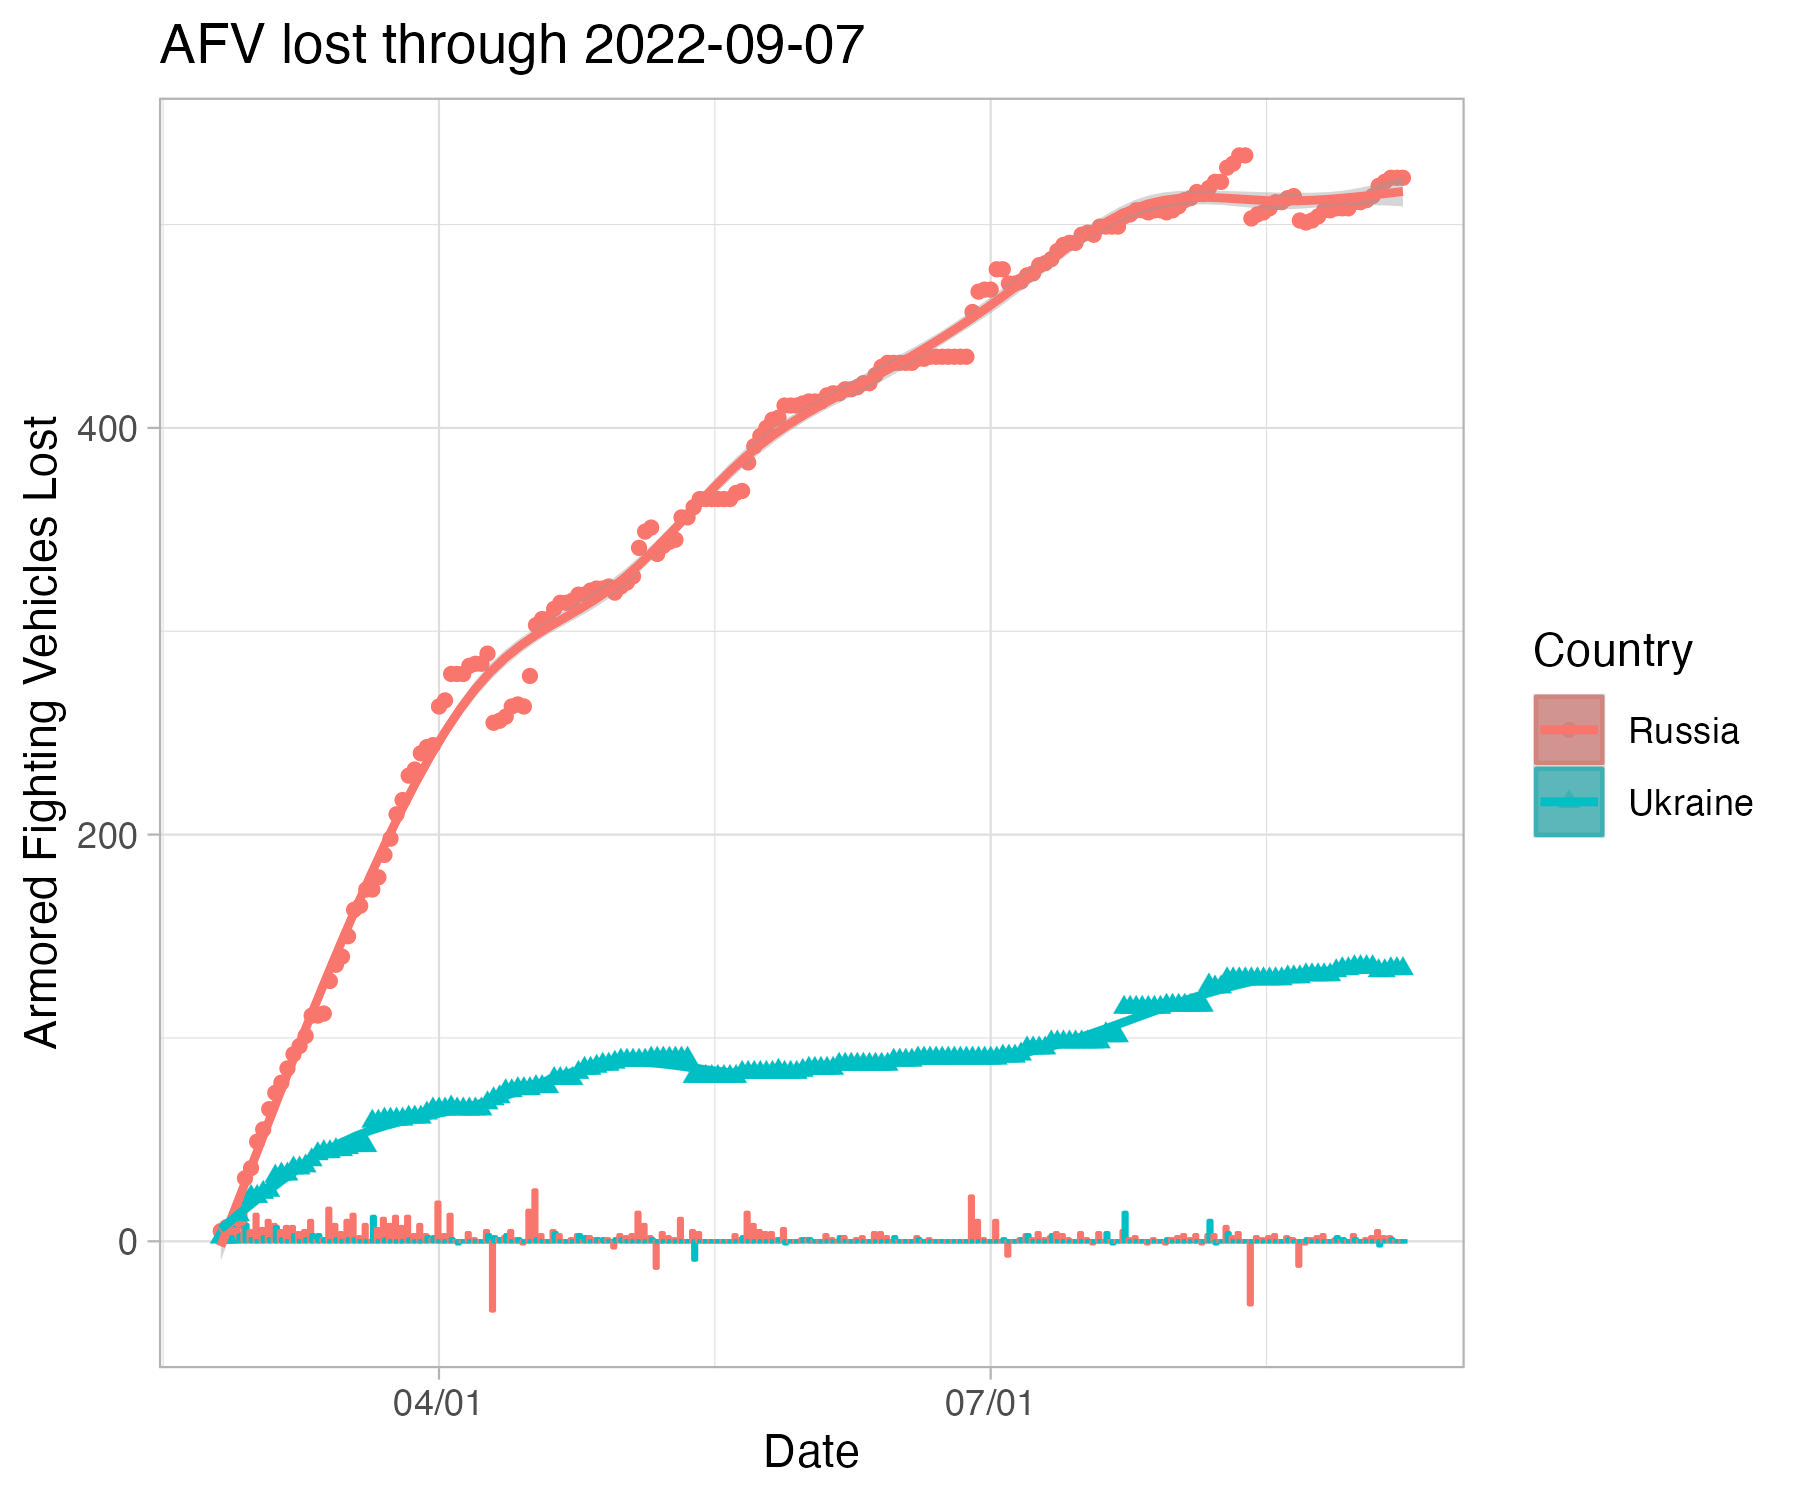 AFV lost through 2022-09-07
Armored Fighting Vehicles Lost
400
200
0
04/01
07/01
Date
Country
Russia
Ukraine